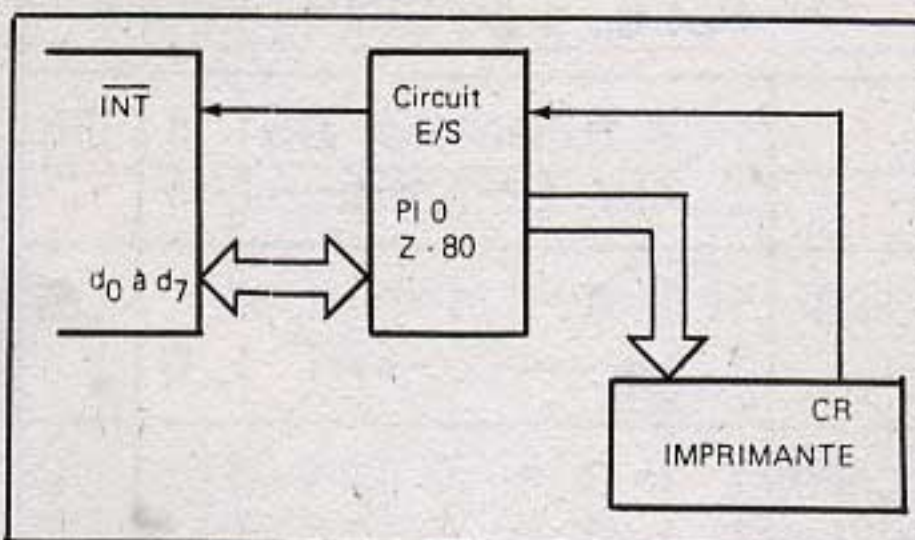 INT
d0 à d7
Circuit
E/S
PI 0
Z - 80
CR
IMPRIMANTE